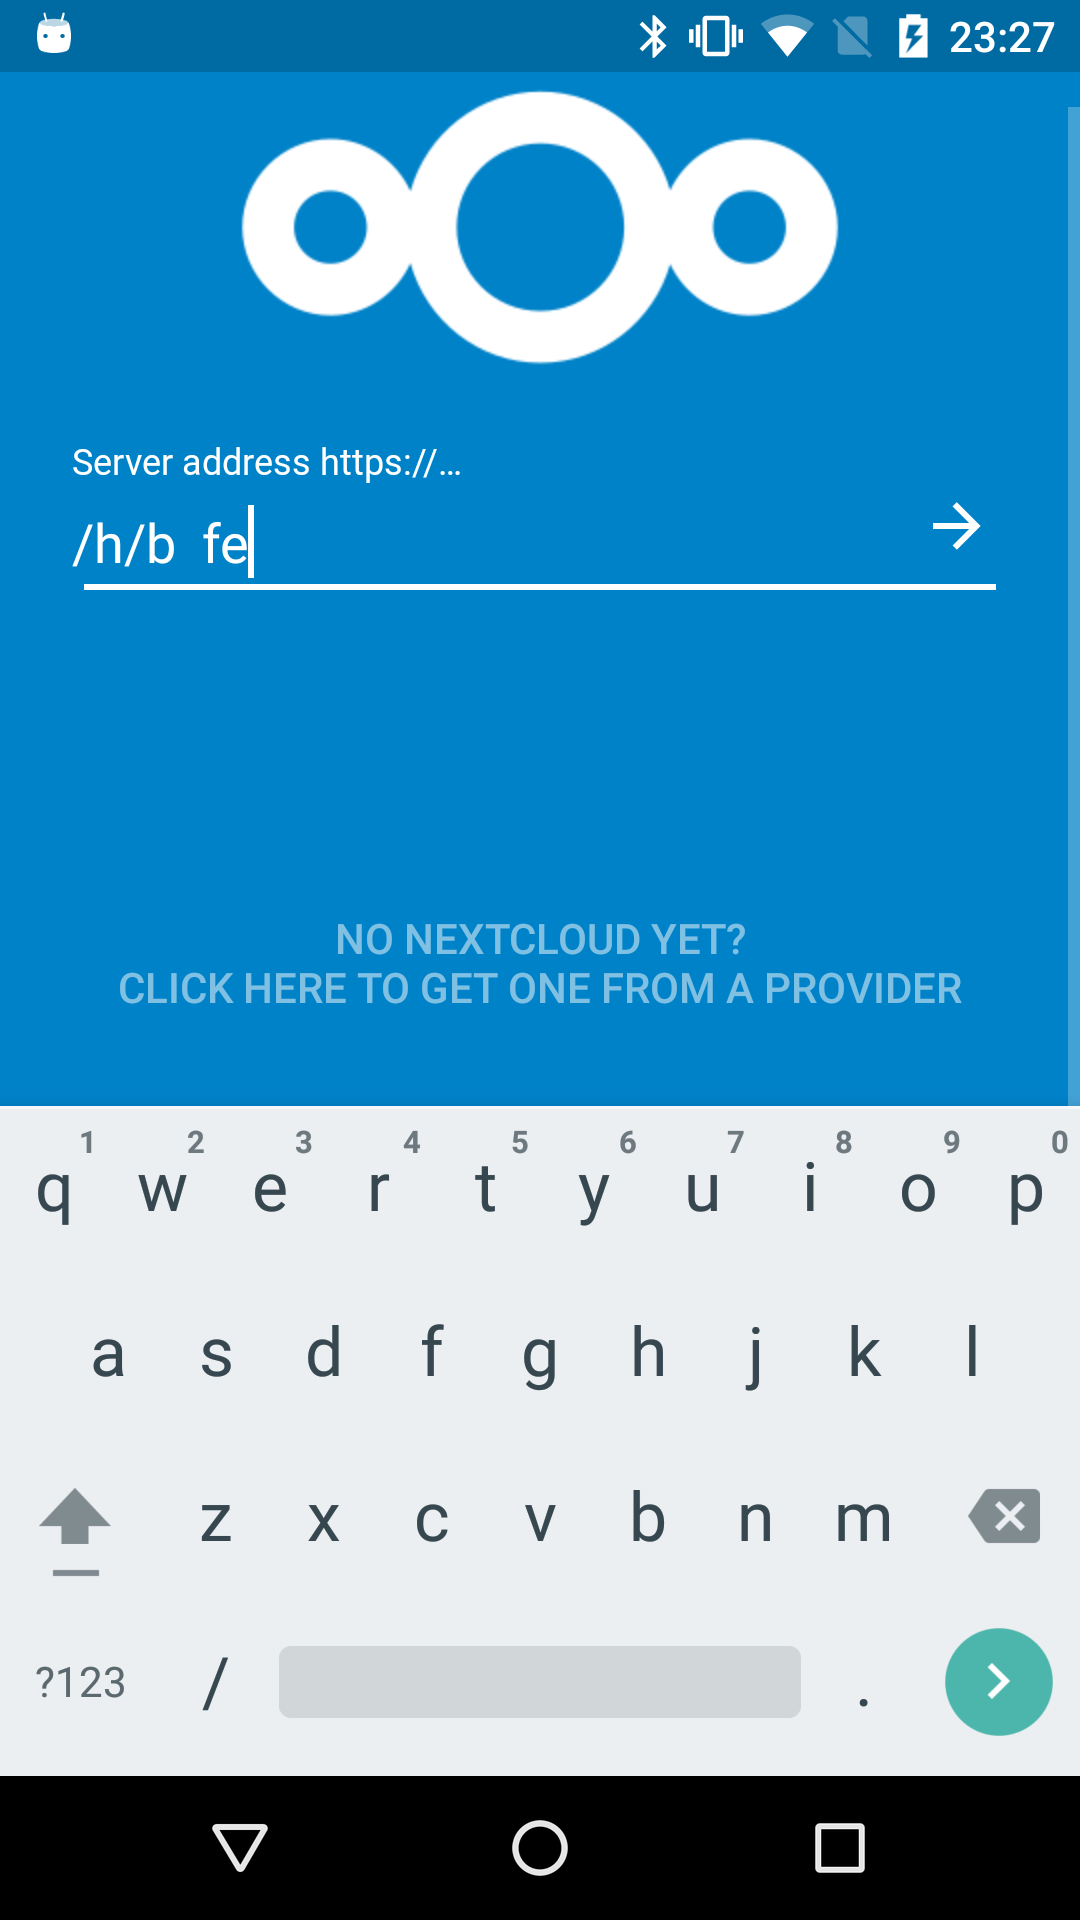 23:27
Server address https://…
/h/b  fe
NO NEXTCLOUD YET?
CLICK HERE TO GET ONE FROM A PROVIDER
1 2 3 4 5 6 7 8 9 0
q w e r t y u i o p
a s d f g h j k l
z x c v b n m
?123 / .